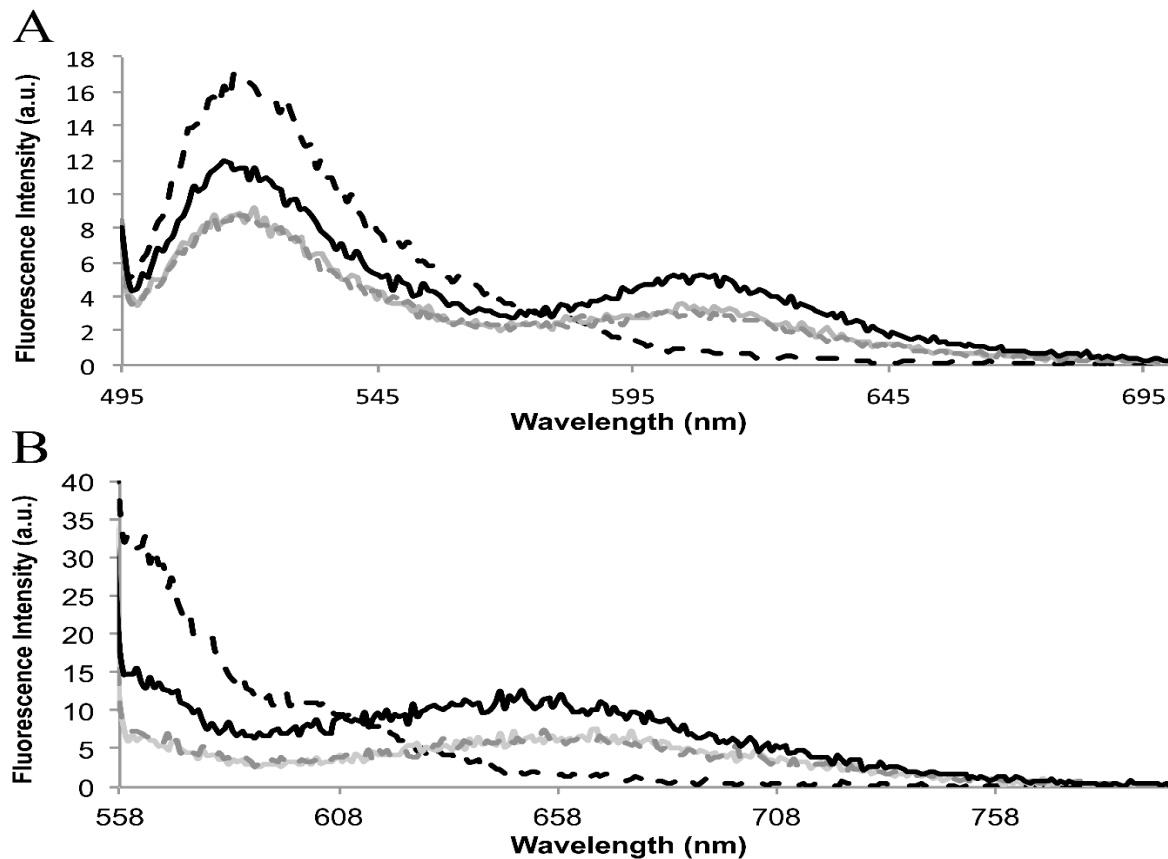 A
Fluorescence Intensity (a.u.)
18
16
14
12
10
8
6
4
2
0
495 545 595 645 695
Wavelength (nm)
B
Fluorescence Intensity (a.u.)
40
35
30
25
20
15
10
5
0
558 608 658 708 758
Wavelength (nm)